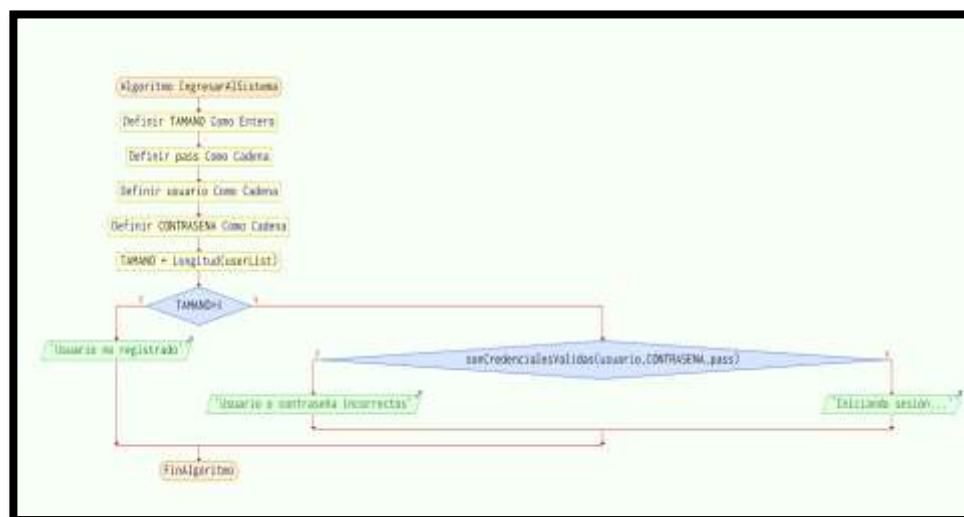 Algoritmo IngresarAlSistema
Definir TAMANO Como Entero
Definir pass Como Cadena
Definir usuario Como Cadena
Definir CONTRASENA Como Cadena
TAMANO = Longitud(userList)
F
TAMANO>1
V
'Usuario no registrado'
F
sonCredencialesValidas(usuario,CONTRASENA,pass)
V
'Usuario o contraseña incorrectos'
'Iniciando sesión...'
FinAlgoritmo